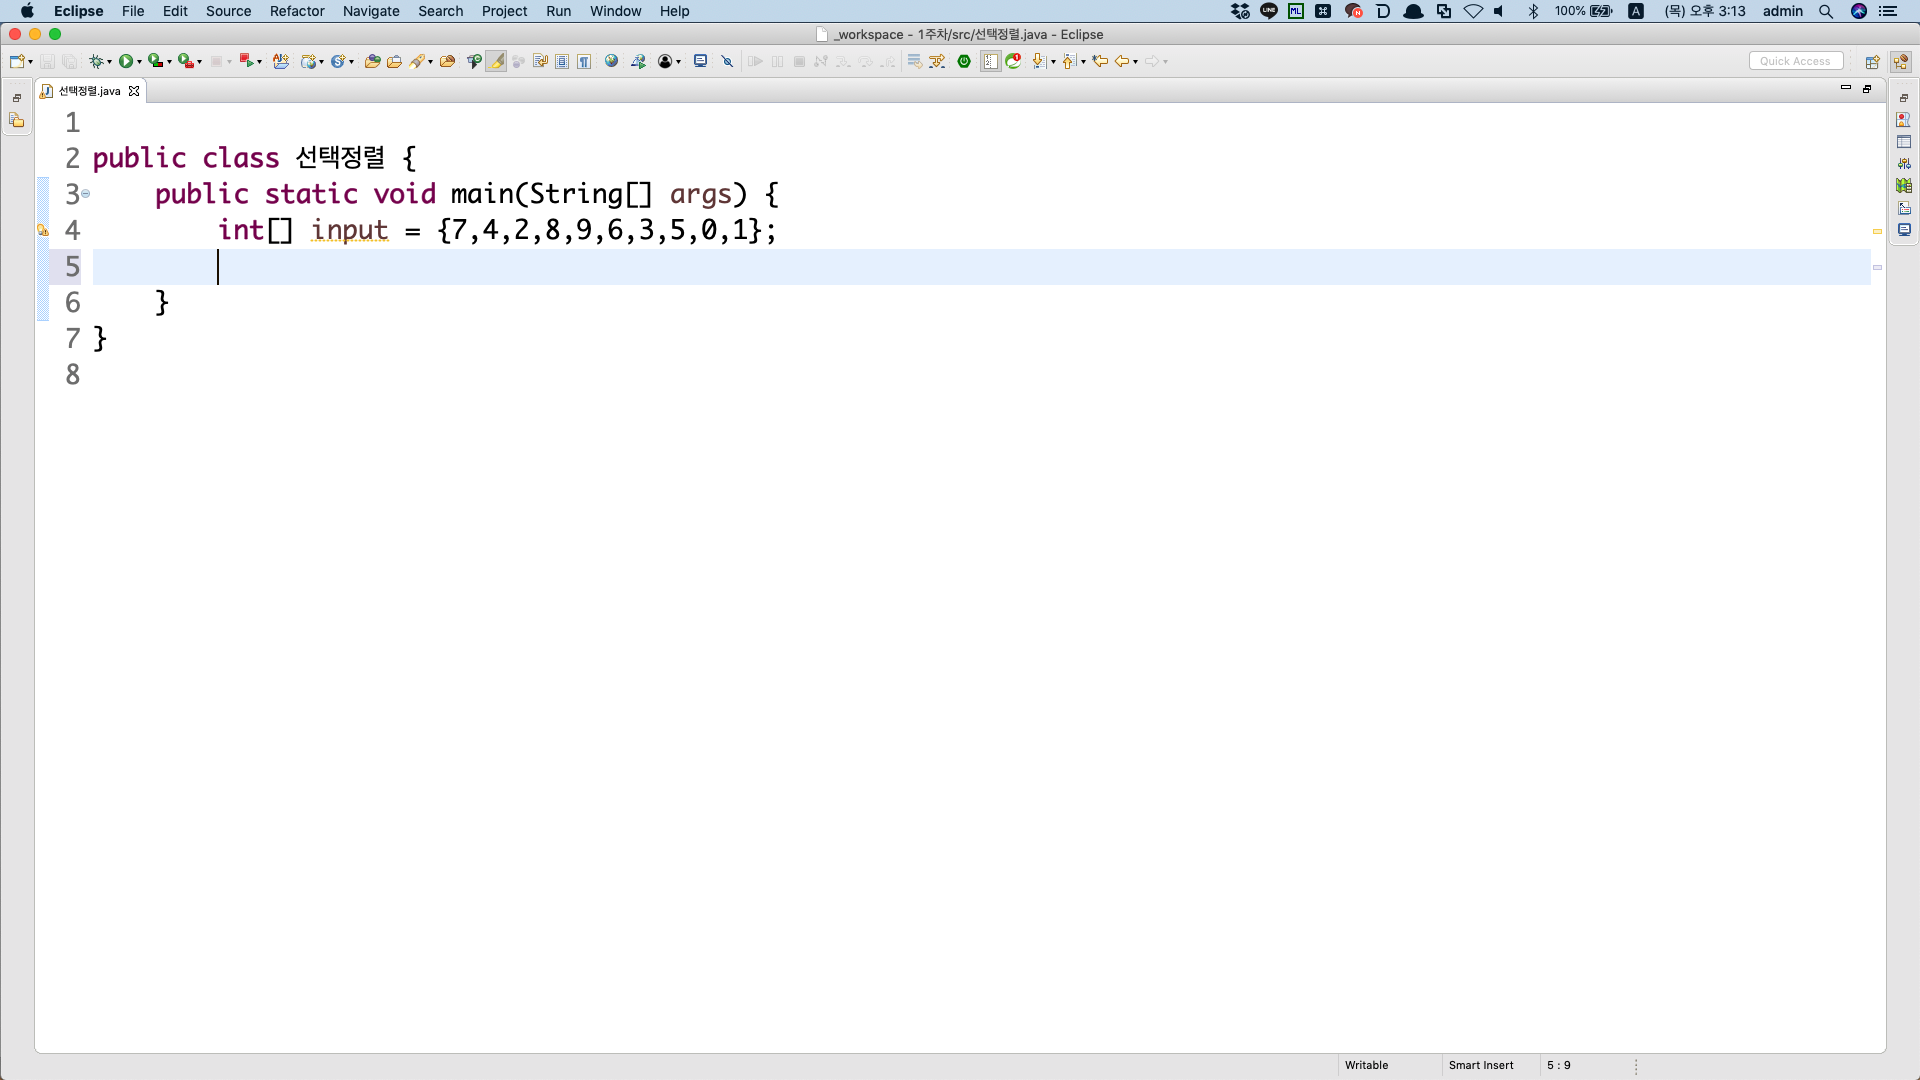 Eclipse File Edit Source Refactor Navigate Search Project Run Window Help 100% A (목) 오후 3:13 admin
_workspace - 1주차/src/선택정렬.java - Eclipse
Quick Access
선택정렬.java
1
2 public class 선택정렬 {
3 public static void main(String[] args) {
4 int[] input = {7,4,2,8,9,6,3,5,0,1};
5
6 }
7 }
8
Writable Smart Insert 5 : 9